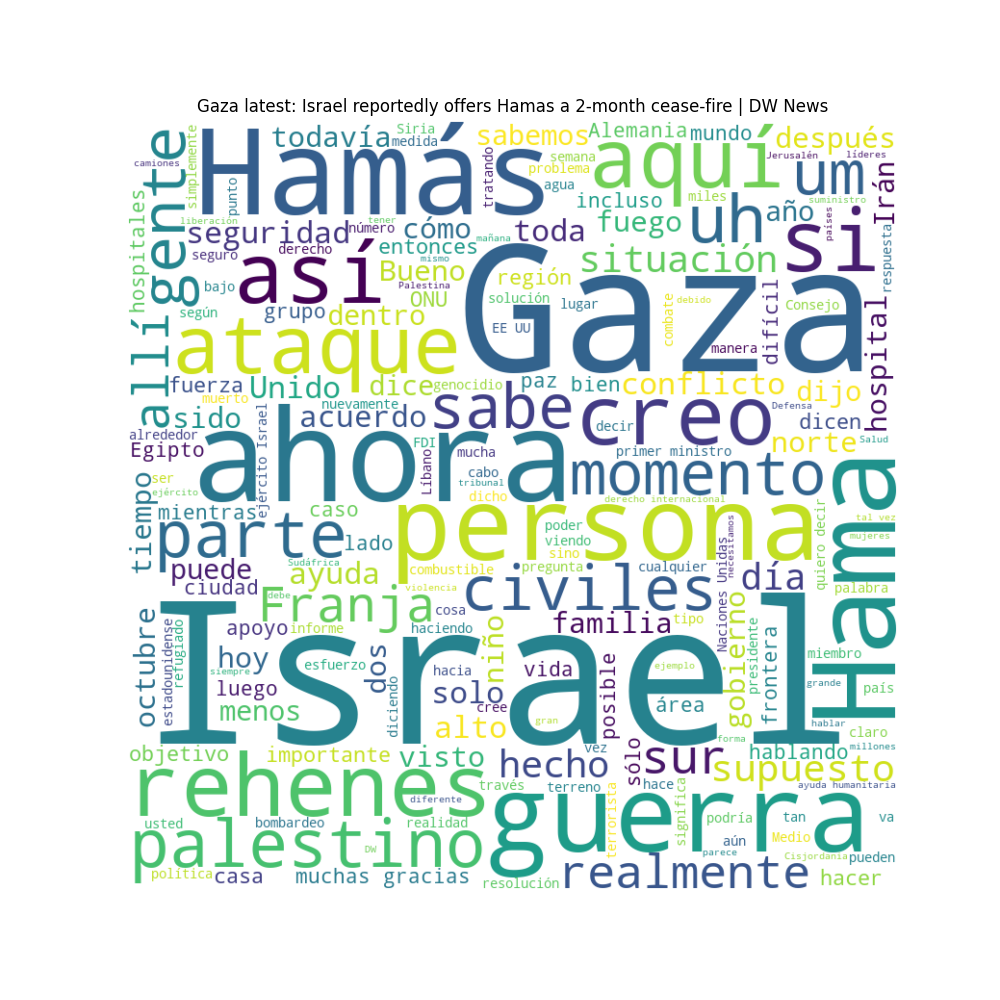 Gaza latest: Israel reportedly offers Hamas a 2-month cease-fire | DW News
Hamás
todavía
Siria
medida
sabemos
Alemania
mundo
después
camiones
simplemente
punto
tratando
semana
problema
agua
aquí
Jerusalén
líderes
um
suministro
Irán
allí
gente
hospitales
liberación
seguridad
número
tener
cómo
toda
incluso
miles
fuego
uh
año
países
si
respuesta
seguro
derecho
entonces
mañana
mismo
situación
así
Bueno
Palestina
región
bajo
ONU
solución
lugar
Gaza
debido
Consejo
difícil
combate
según
grupo
dentro
EE UU
manera
hospital
ataque
fuerza
Unido
dice
genocidio
paz
bien
conflicto
dijo
muerto
nuevamente
sabe
creo
Defensa
dicen
sido
acuerdo
decir
norte
alrededor
Egipto
ejército Israel
ahora
FDI
Líbano
mucha
primer ministro
Salud
momento
ser
ejército
cabo
tribunal
dicho
derecho internacional
tiempo
mientras
caso
persona
tal vez
mujeres
parte
lado
poder
viendo
sino
Naciones Unidas
necesitamos
quiero decir
Hama
puede
Sudáfrica
ayuda
combustible
pregunta
cualquier
día
ciudad
debe
violencia
palabra
Franja
civiles
cosa
octubre
refugiado
estadounidense
apoyo
informe
haciendo
niño
familia
tipo
gobierno
presidente
frontera
miembro
hoy
siempre
esfuerzo
dos
diciendo
hacia
vida
posible
ejemplo
grande
país
Israel
luego
solo
cree
área
menos
alto
gran
hablar
claro
forma
objetivo
importante
visto
hecho
vez
sólo
sur
hablando
millones
supuesto
rehenes
través
terreno
hace
ayuda humanitaria
diferente
guerra
usted
bombardeo
realidad
terrorista
significa
podría
tan
va
palestino
DW
aún
Medio
parece
Cisjordania
pueden
política
casa
muchas gracias
resolución
realmente
hacer